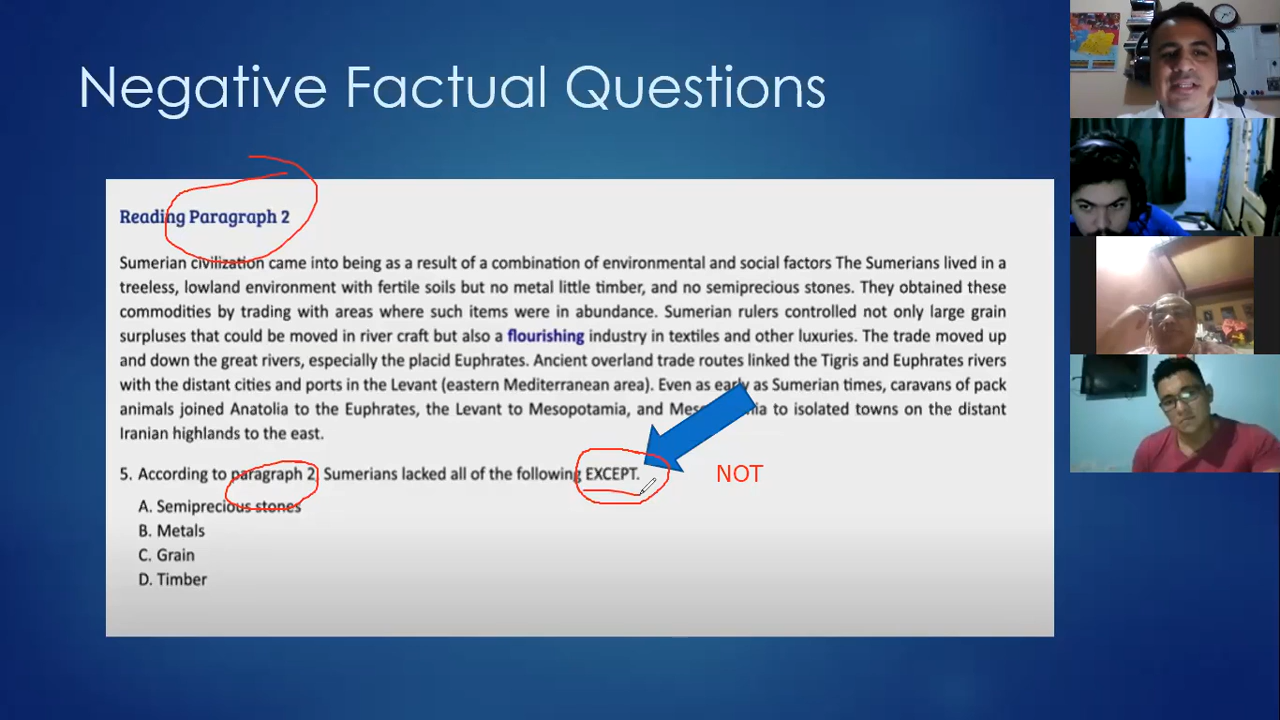 Negative Factual Questions
Reading Paragraph 2
Sumerian civilization came into being as a result of a combination of environmental and social factors The Sumerians lived in a
treeless, lowland environment with fertile soils but no metal little timber, and no semiprecious stones. They obtained these
commodities by trading with areas where such items were in abundance. Sumerian rulers controlled not only large grain
surpluses that could be moved in river craft but also a flourishing industry in textiles and other luxuries. The trade moved up
and down the great rivers, especially the placid Euphrates. Ancient overland trade routes linked the Tigris and Euphrates rivers
with the distant cities and ports in the Levant (eastern Mediterranean area). Even as early as Sumerian times, caravans of pack
animals joined Anatolia to the Euphrates, the Levant to Mesopotamia, and to isolated towns on the distant
Iranian highlands to the east.
5. According to paragraph 2, Sumerians lacked all of the following EXCEPT.
NOT
A. Semiprecious stones
B. Metals
C. Grain
D. Timber